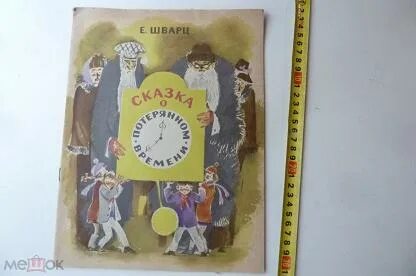 Е. ШВАРЦ
СКАЗКА
О
ПОТЕРЯННОМ
ВРЕМЕНИ
мешок